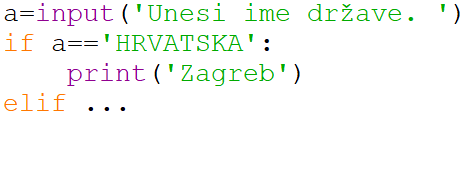 a=input('Unesi ime države. ')
if a=='HRVATSKA':
    print('Zagreb')
elif ...